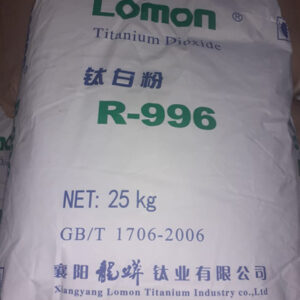 LOMON ®
Titanium Dioxide
钛白粉
R-996
NET: 25 kg
GB/T 1706-2006
襄阳龙蟒钛业有限公司
Xiangyang Lomon Titanium Industry co.,Ltd